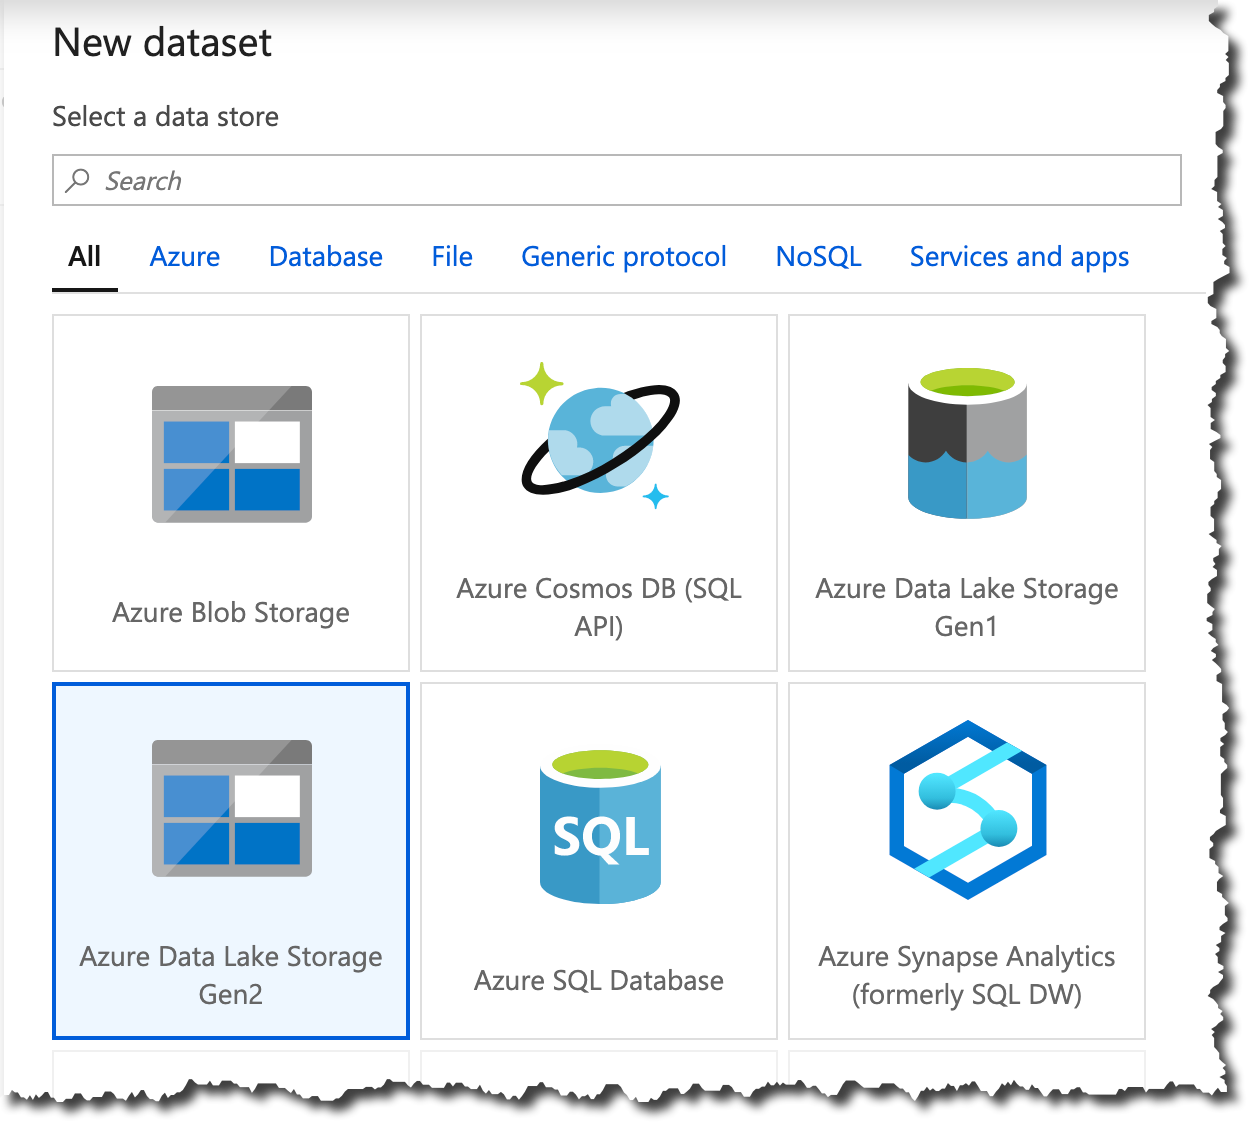 New dataset
Select a data store
Search
All Azure Database File Generic protocol NoSQL Services and apps
Azure Blob Storage
Azure Cosmos DB (SQL
API)
Azure Data Lake Storage
Gen1
Azure Data Lake Storage
Gen2
SQL
Azure SQL Database
Azure Synapse Analytics
(formerly SQL DW)